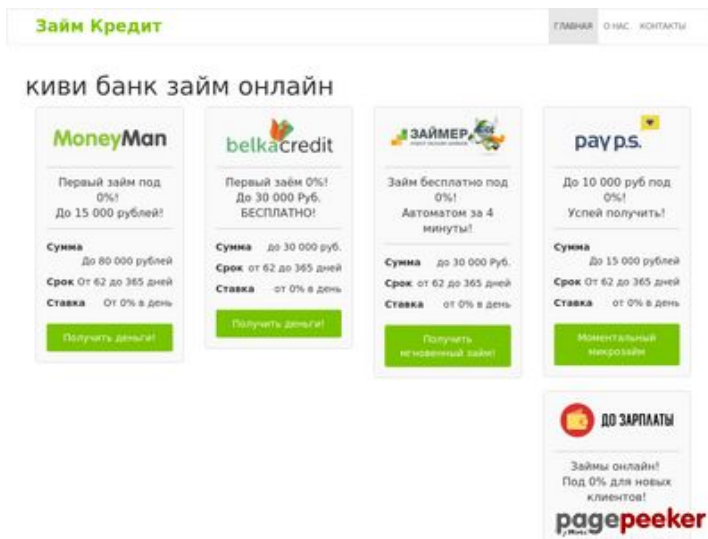 Займ Кредит
ГЛАВНАЯ О НАС. КОНТАКТЫ
киви банк займ онлайн
MoneyMan
Первый займ под
0%!
До 15 000 рублей!
Сумма
До 80 000 рублей
Срок От 62 до 365 дней
Ставка От 0% в день
Получить деньги!
belkacredit
Первый заём 0%!
До 30 000 Руб.
БЕСПЛАТНО!
Сумма до 30 000 руб.
Срок от 62 до 365 дней
Ставка от 0% в день
Получить деньги!
ЗАЙМЕР
Займ бесплатно под
0%!
Автоматом за 4
минуты!
Сумма до 30 000 Руб.
Срок от 62 до 365 дней
Ставка от 0% в день
Получить
мгновенный займ!
pay p.s.
До 10 000 руб под
0%!
Успей получить!
Сумма
До 15 000 рублей
Срок От 62 до 365 дней
Ставка от 0% в день
Моментальный
микрозайм
ДО ЗАРПЛАТЫ
Займы онлайн!
Под 0% для новых
клиентов!
pagepeeker